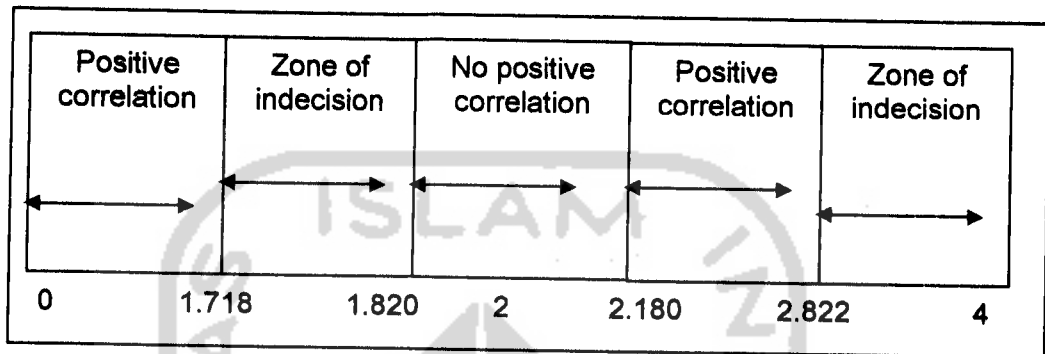 Positive correlation
Zone of indecision
No positive correlation
Positive correlation
Zone of indecision
ISLAM
0 1.718 1.820 2 2.180 2.822 4